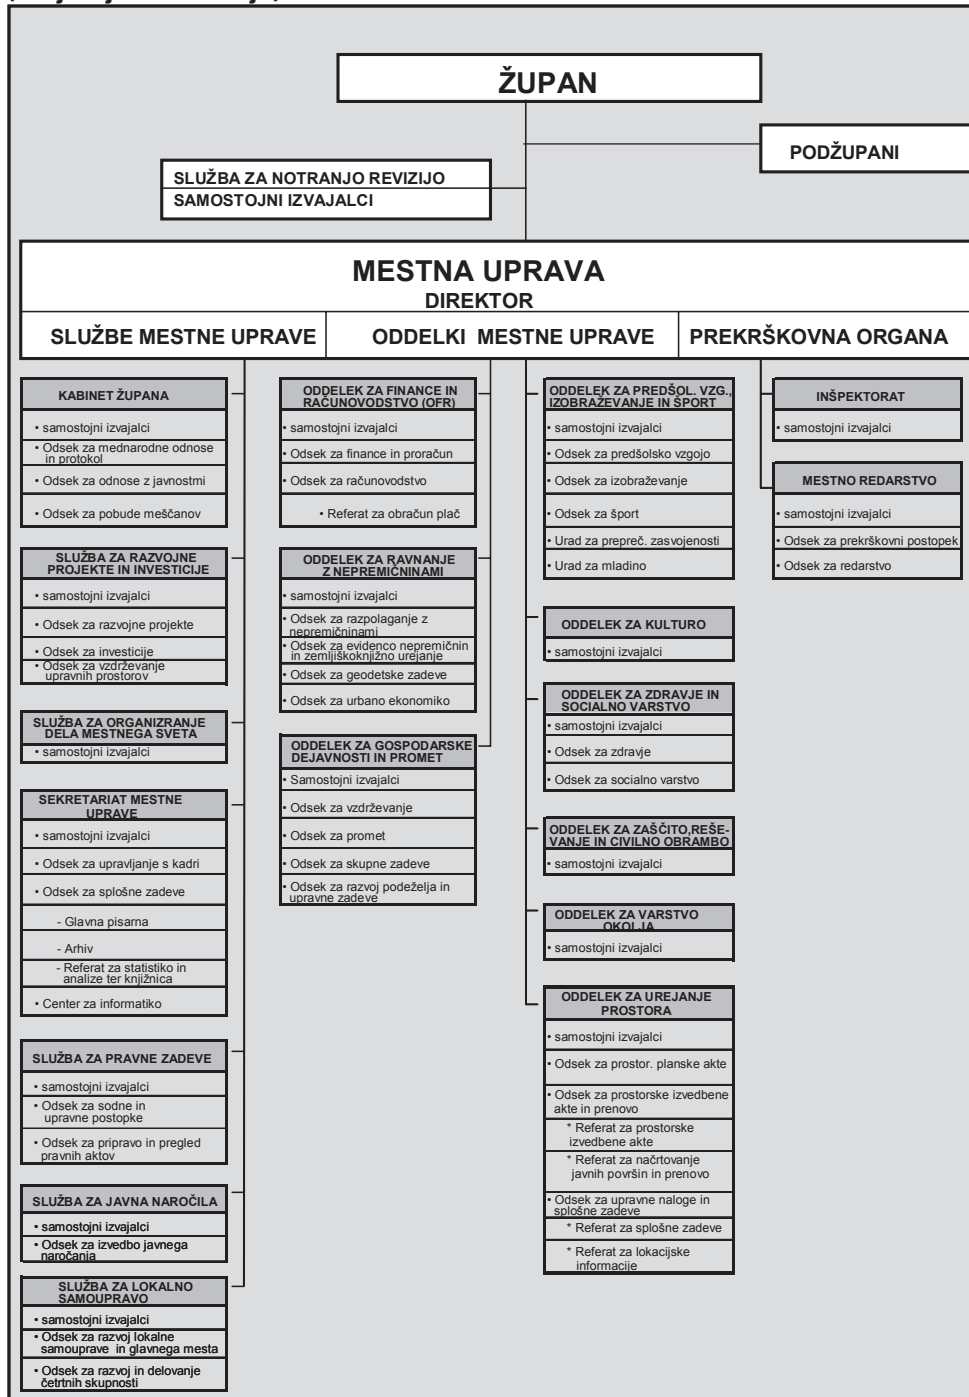 ŽUPAN
PODŽUPANI
SLUŽBA ZA NOTRANJO REVIZIJO
SAMOSTOJNI IZVAJALCI
MESTNA UPRAVA
DIREKTOR
SLUŽBE MESTNE UPRAVE
ODDELKI MESTNE UPRAVE
PREKRŠKOVNA ORGANA
KABINET ŽUPANA
• samostojni izvajalci
• Odsek za mednarodne odnose
in protokol
• Odsek za odnose z javnostmi
• Odsek za pobude meščanov
SLUŽBA ZA RAZVOJNE
PROJEKTE IN INVESTICIJE
• samostojni izvajalci
• Odsek za razvojne projekte
• Odsek za investicije
• Odsek za vzdrževanje
upravnih prostorov
SLUŽBA ZA ORGANIZIRANJE
DELA MESTNEGA SVETA
• samostojni izvajalci
SEKRETARIAT MESTNE
UPRAVE
• samostojni izvajalci
• Odsek za upravljanje s kadri
• Odsek za splošne zadeve
- Glavna pisarna
- Arhiv
- Referat za statistiko in
analize ter knjižnica
• Center za informatiko
SLUŽBA ZA PRAVNE ZADEVE
• samostojni izvajalci
• Odsek za sodne in
upravne postopke
• Odsek za pripravo in pregled
pravnih aktov
SLUŽBA ZA JAVNA NAROČILA
• samostojni izvajalci
• Odsek za izvedbo javnega
naročanja
SLUŽBA ZA LOKALNO
SAMOUPRAVO
• samostojni izvajalci
• Odsek za razvoj lokalne
samouprave in glavnega mesta
• Odsek za razvoj in delovanje
četrtnih skupnosti
ODDELEK ZA FINANCE IN
RAČUNOVODSTVO (OFR)
• samostojni izvajalci
• Odsek za finance in proračun
• Odsek za računovodstvo
• Referat za obračun plač
ODDELEK ZA RAVNANJE
Z NEPREMIČNINAMI
• samostojni izvajalci
• Odsek za razpolaganje z
nepremičninami
• Odsek za evidenco nepremičnin
in zemljiškoknjižno urejanje
• Odsek za geodetske zadeve
• Odsek za urbano ekonomiko
ODDELEK ZA GOSPODARSKE
DEJAVNOSTI IN PROMET
• Samostojni izvajalci
• Odsek za vzdrževanje
• Odsek za promet
• Odsek za skupne zadeve
• Odsek za razvoj podeželja in
upravne zadeve
ODDELEK ZA PREDŠOL. VZG.,
IZOBRAŽEVANJE IN ŠPORT
• samostojni izvajalci
• Odsek za predšolsko vzgojo
• Odsek za izobraževanje
• Odsek za šport
• Urad za prepreč. zasvojenosti
• Urad za mladino
ODDELEK ZA KULTURO
• samostojni izvajalci
ODDELEK ZA ZDRAVJE IN
SOCIALNO VARSTVO
• samostojni izvajalci
• Odsek za zdravje
• Odsek za socialno varstvo
ODDELEK ZA ZAŠČITO,REŠE-
VANJE IN CIVILNO OBRAMBO
• samostojni izvajalci
ODDELEK ZA VARSTVO
OKOLJA
• samostojni izvajalci
ODDELEK ZA UREJANJE
PROSTORA
• samostojni izvajalci
• Odsek za prostor. planske akte
• Odsek za prostorske izvedbene
akte in prenovo
* Referat za prostorske
izvedbene akte
* Referat za načrtovanje
javnih površin in prenovo
• Odsek za upravne naloge in
splošne zadeve
* Referat za splošne zadeve
* Referat za lokacijske
informacije
INŠPEKTORAT
• samostojni izvajalci
MESTNO REDARSTVO
• samostojni izvajalci
• Odsek za prekrškovni postopek
• Odsek za redarstvo